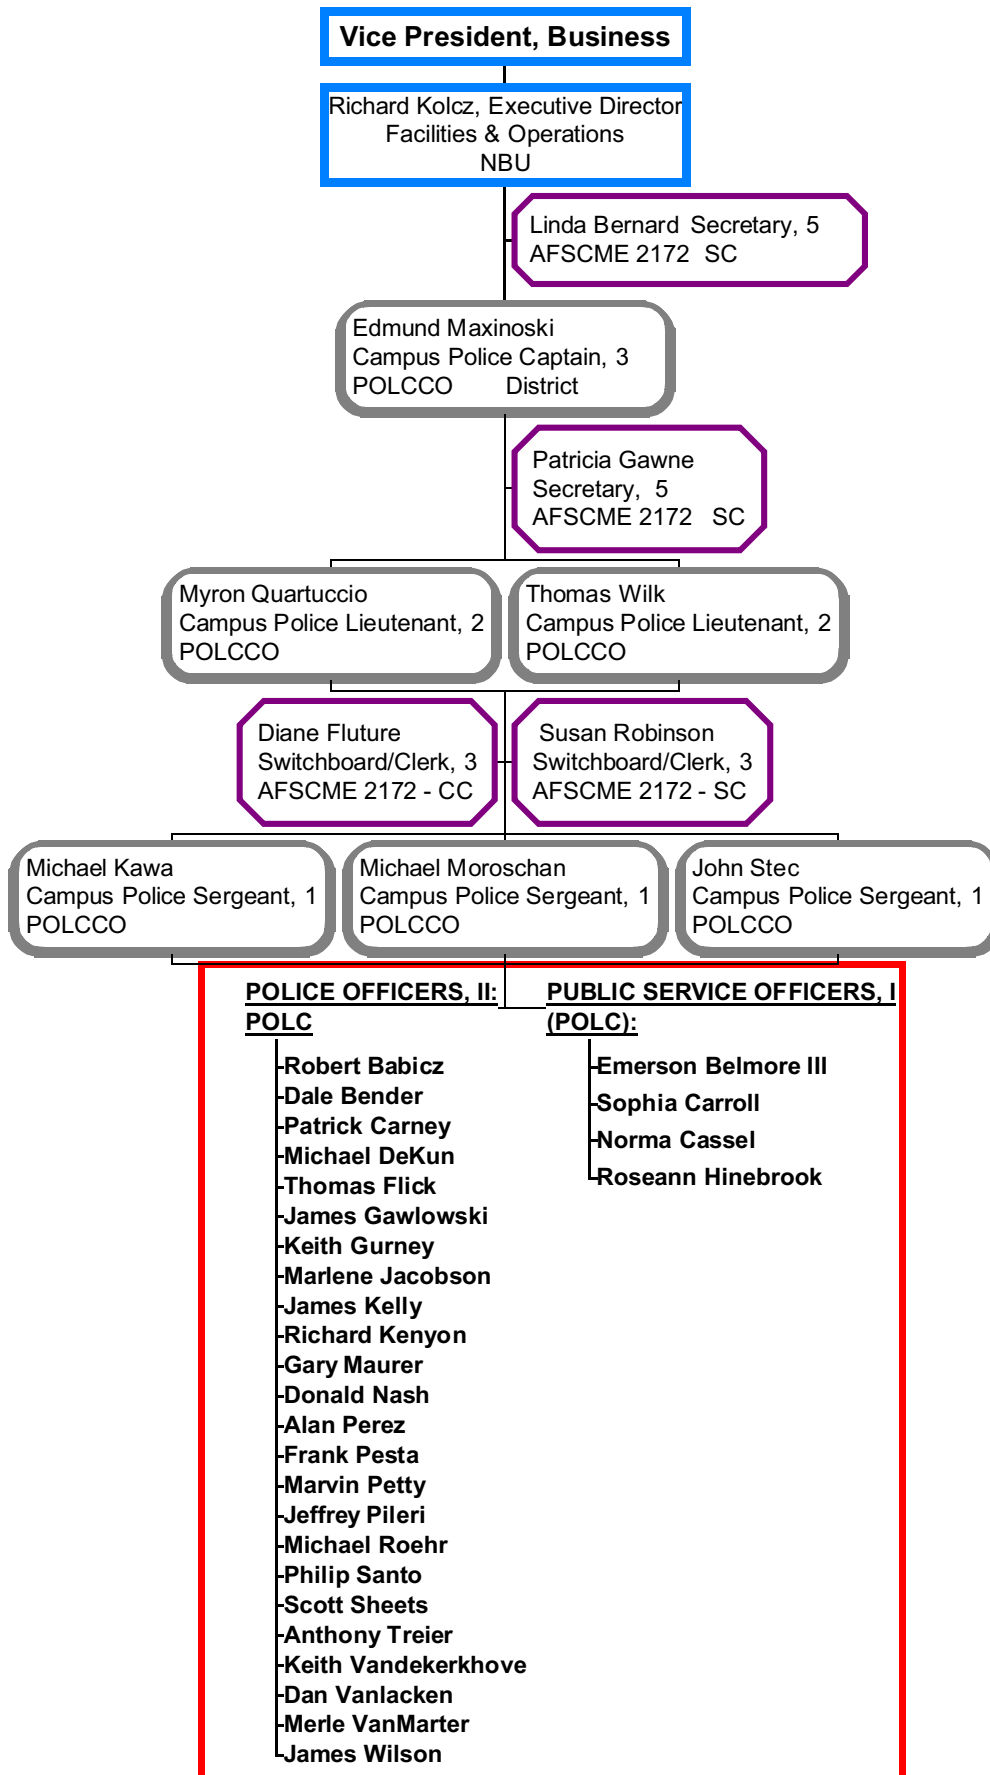 Vice President, Business
Richard Kolcz, Executive Director
Facilities & Operations
NBU
Linda Bernard Secretary, 5
AFSCME 2172 SC
Edmund Maxinoski
Campus Police Captain, 3
POLCCO District
Patricia Gawne
Secretary, 5
AFSCME 2172 SC
Myron Quartuccio
Campus Police Lieutenant, 2
POLCCO
Thomas Wilk
Campus Police Lieutenant, 2
POLCCO
Diane Fluture
Switchboard/Clerk, 3
AFSCME 2172 - CC
Susan Robinson
Switchboard/Clerk, 3
AFSCME 2172 - SC
Michael Kawa
Campus Police Sergeant, 1
POLCCO
Michael Moroschan
Campus Police Sergeant, 1
POLCCO
John Stec
Campus Police Sergeant, 1
POLCCO
POLICE OFFICERS, II:
POLC
Robert Babicz
Dale Bender
Patrick Carney
Michael DeKun
Thomas Flick
James Gawlowski
Keith Gurney
Marlene Jacobson
James Kelly
Richard Kenyon
Gary Maurer
Donald Nash
Alan Perez
Frank Pesta
Marvin Petty
Jeffrey Pileri
Michael Roehr
Philip Santo
Scott Sheets
Anthony Treier
Keith Vandekerkhove
Dan Vanlacken
Merle VanMarter
James Wilson
PUBLIC SERVICE OFFICERS, I
(POLC):
Emerson Belmore III
Sophia Carroll
Norma Cassel
Roseann Hinebrook